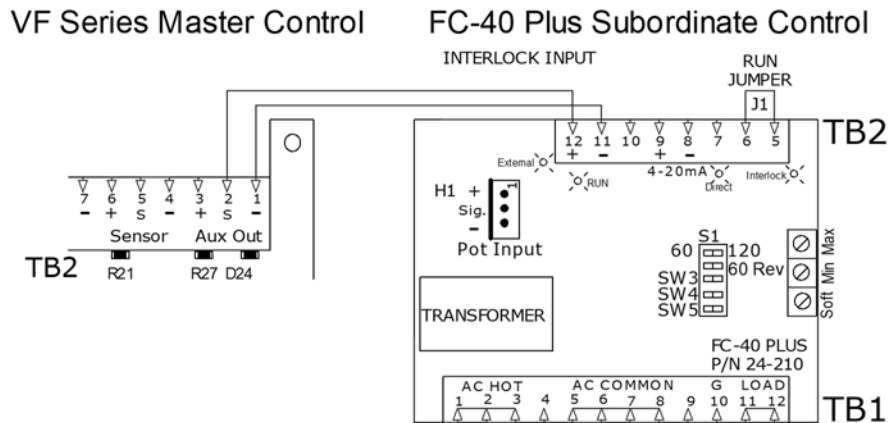 VF Series Master Control
FC-40 Plus Subordinate Control
INTERLOCK INPUT
RUN
JUMPER
J1
TB2
12 11 10 9 8 7 6 5
+ - + -
4-20mA
External
RUN
Direct
Interlock
7 6 5 4 3 2 1
- + S - + S -
Sensor Aux Out
TB2
R21 R27 D24
H1 + 1
Sig.
-
Pot Input
S1
60 120
60 Rev
SW3
SW4
SW5
Soft Min Max
TRANSFORMER
FC-40 PLUS
P/N 24-210
AC HOT AC COMMON G LOAD
1 2 3 4 5 6 7 8 9 10 11 12
TB1